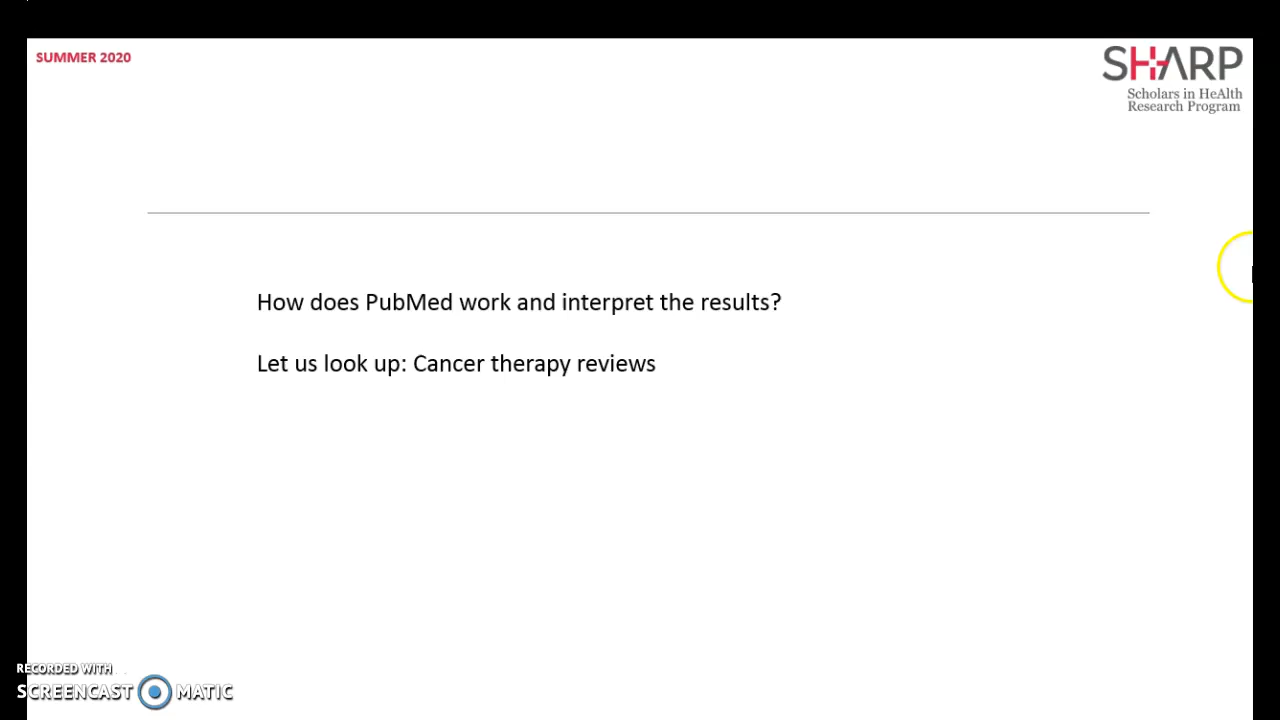 SUMMER 2020
SHARP
Scholars in HeAlth
Research Program
How does PubMed work and interpret the results?
Let us look up: Cancer therapy reviews
RECORDED WITH
SCREENCAST MATIC